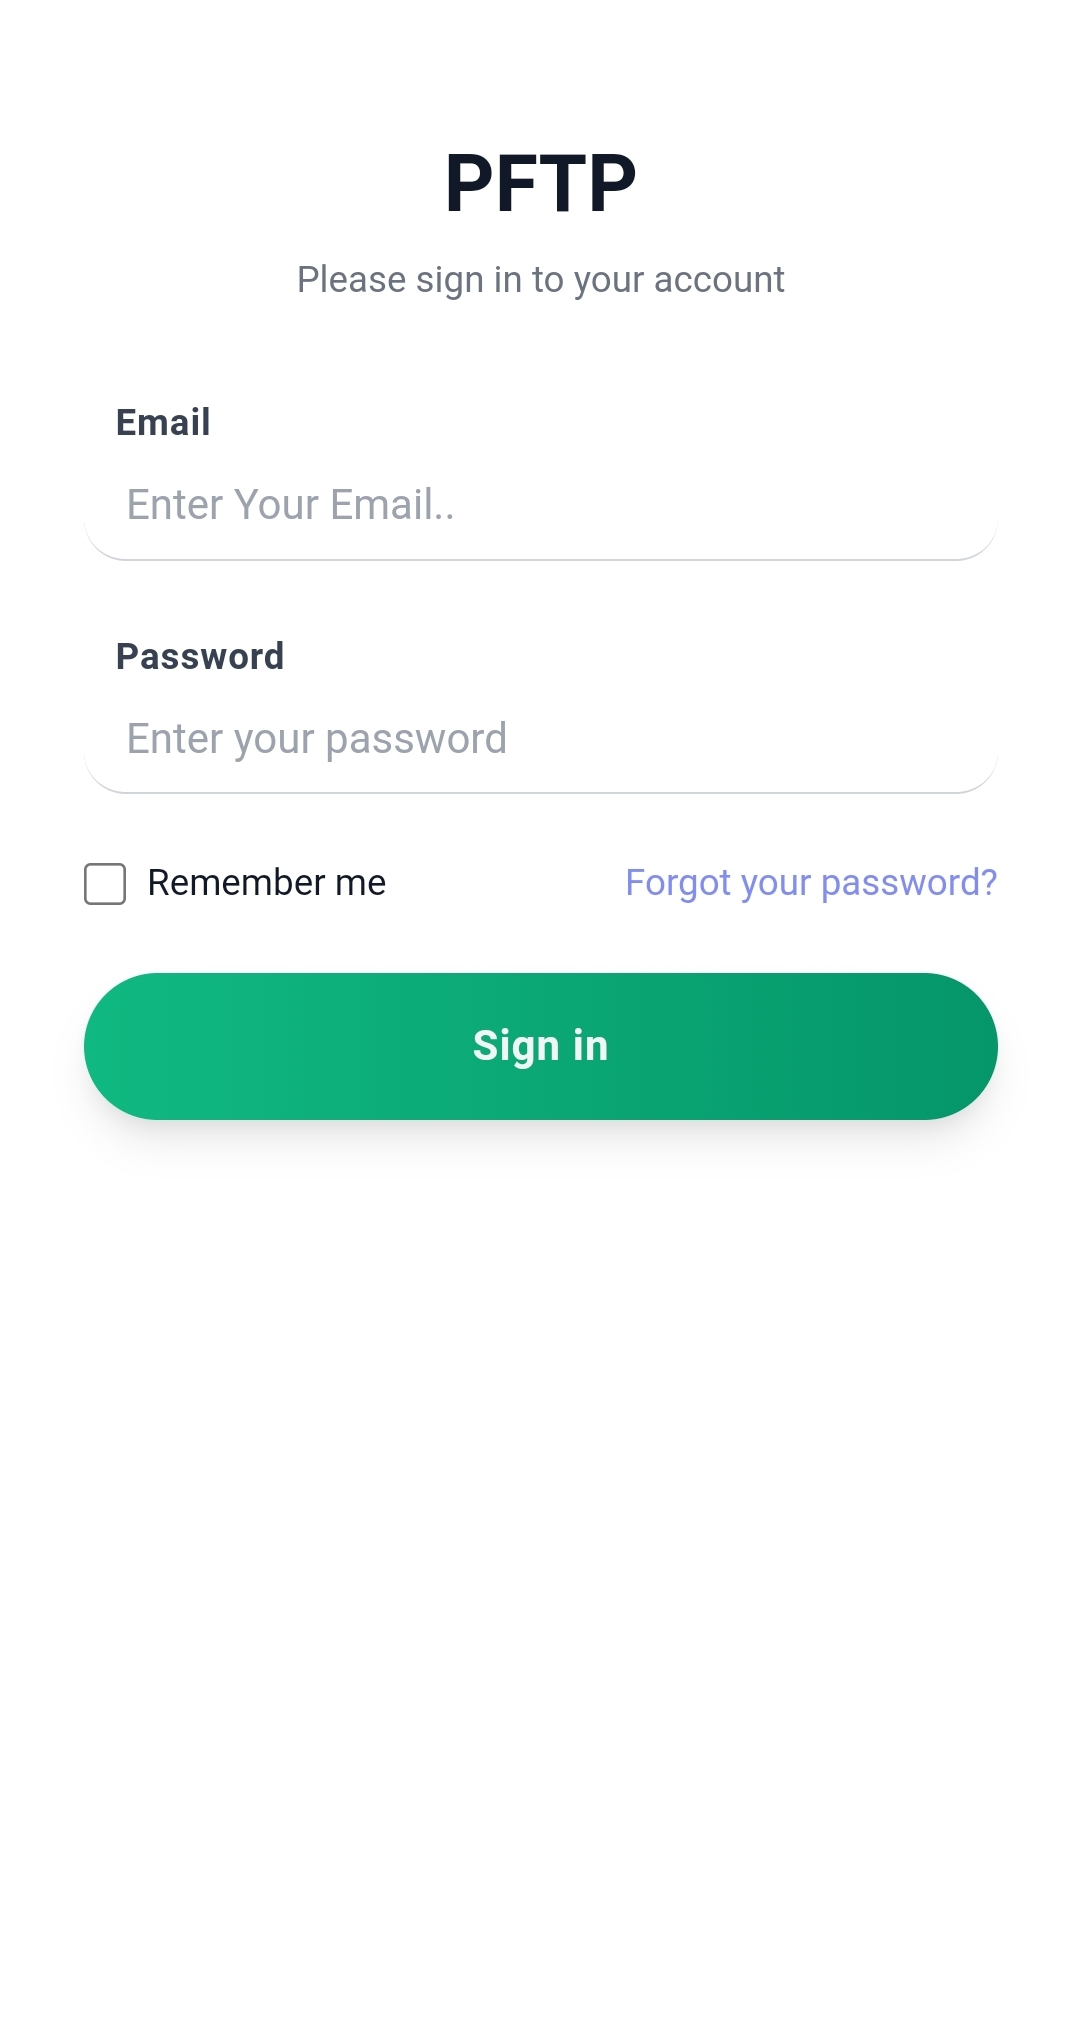 PFTP
Please sign in to your account
Email
Enter Your Email..
Password
Enter your password
Remember me
Forgot your password?
Sign in